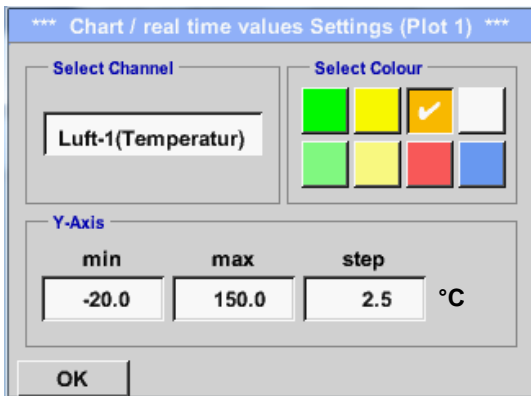 *** Chart / real time values Settings (Plot 1) ***
Select Channel
Select Colour
Luft-1(Temperatur)
Y-Axis
min max step
-20.0 150.0 2.5 °C
OK